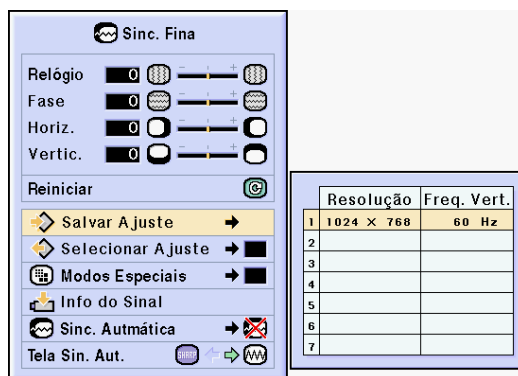 Sinc. Fina
Relógio 0 - +
Fase 0 - +
Horiz. 0 - +
Vertic. 0 - +
Reiniciar
Salvar Ajuste
Selecionar Ajuste
Modos Especiais
Info do Sinal
Sinc. Autmática
Tela Sin. Aut. SHARP
Resolução Freq. Vert.
1 1024 × 768 60 Hz
2
3
4
5
6
7